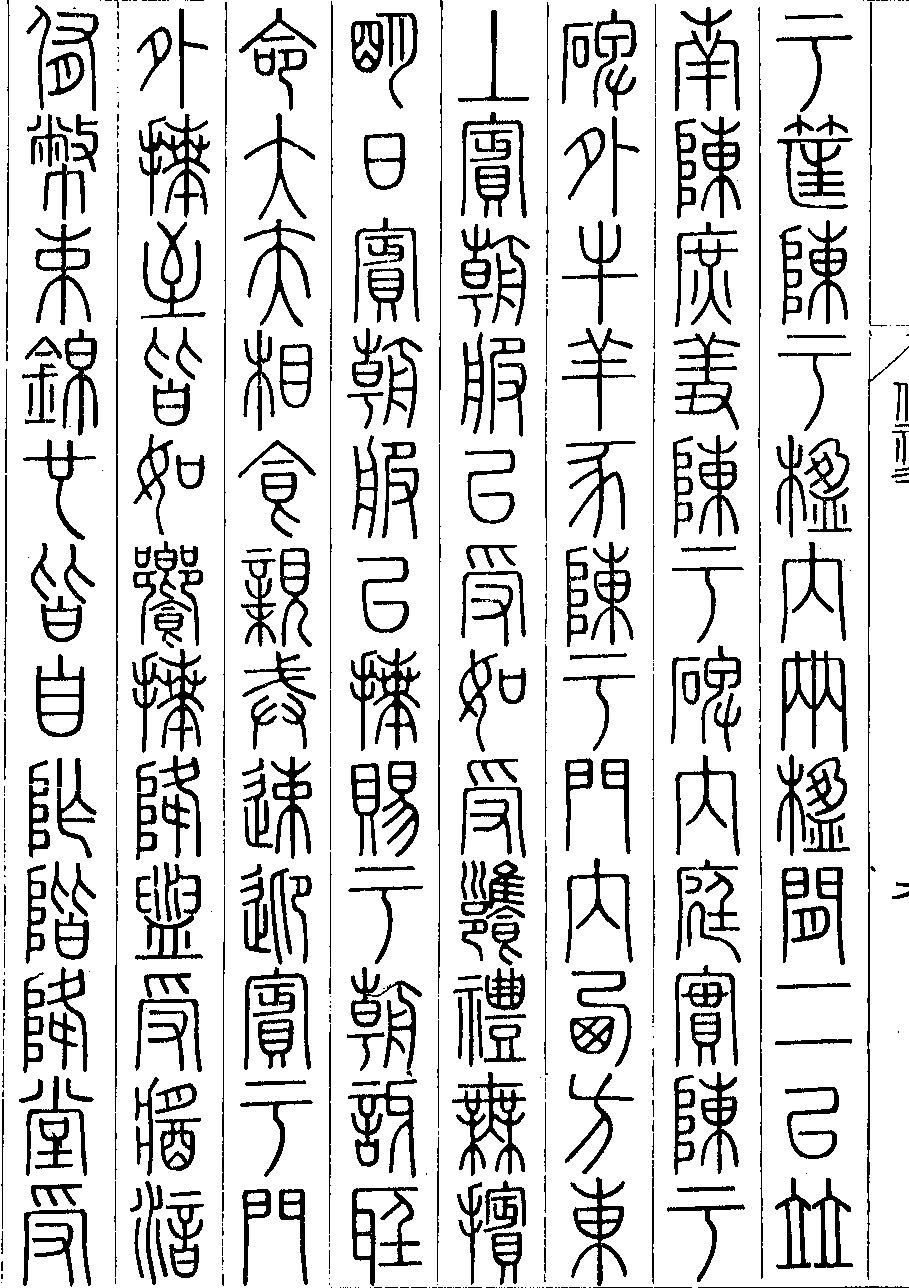 于筐陳于楹內兩楹間二以並
南陳庶羞陳于碑內庭實陳于
碑外牛羊豕陳于門內西方東
上賓朝服以受如受饔禮無擯
明日賓朝服以拜賜于朝訝聽
命大夫相食親戒速迎賓于門
外拜至皆如饗拜降盥受醬湆
侑幣束錦也皆自阼階降堂受